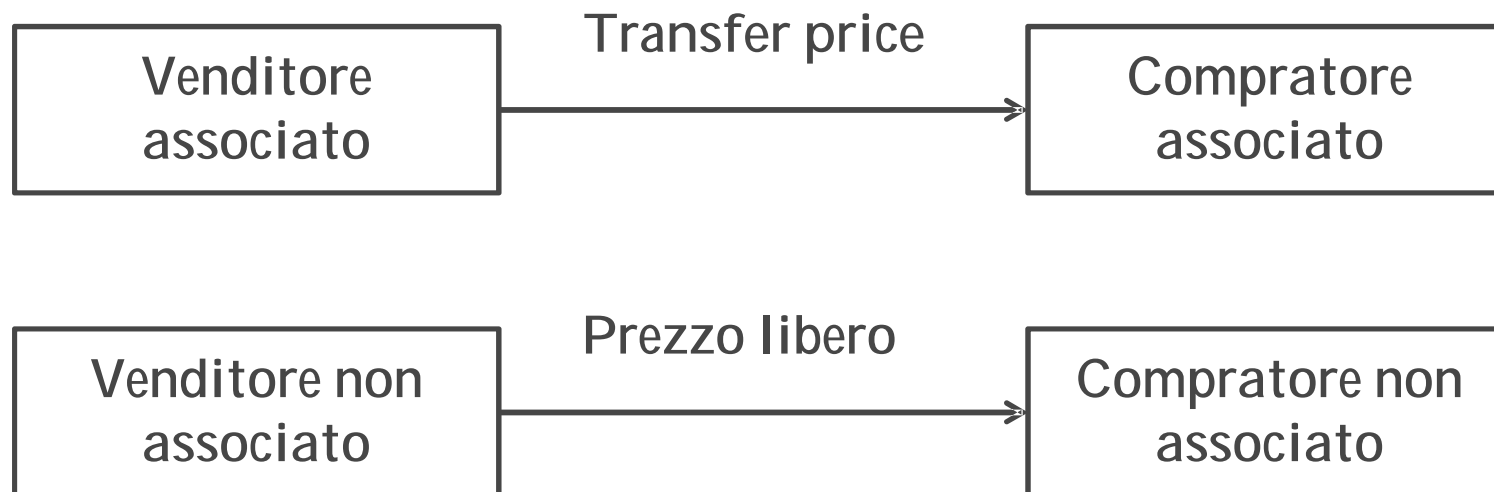 Transfer price
Venditore
associato
Compratore
associato
Prezzo libero
Venditore non
associato
Compratore non
associato